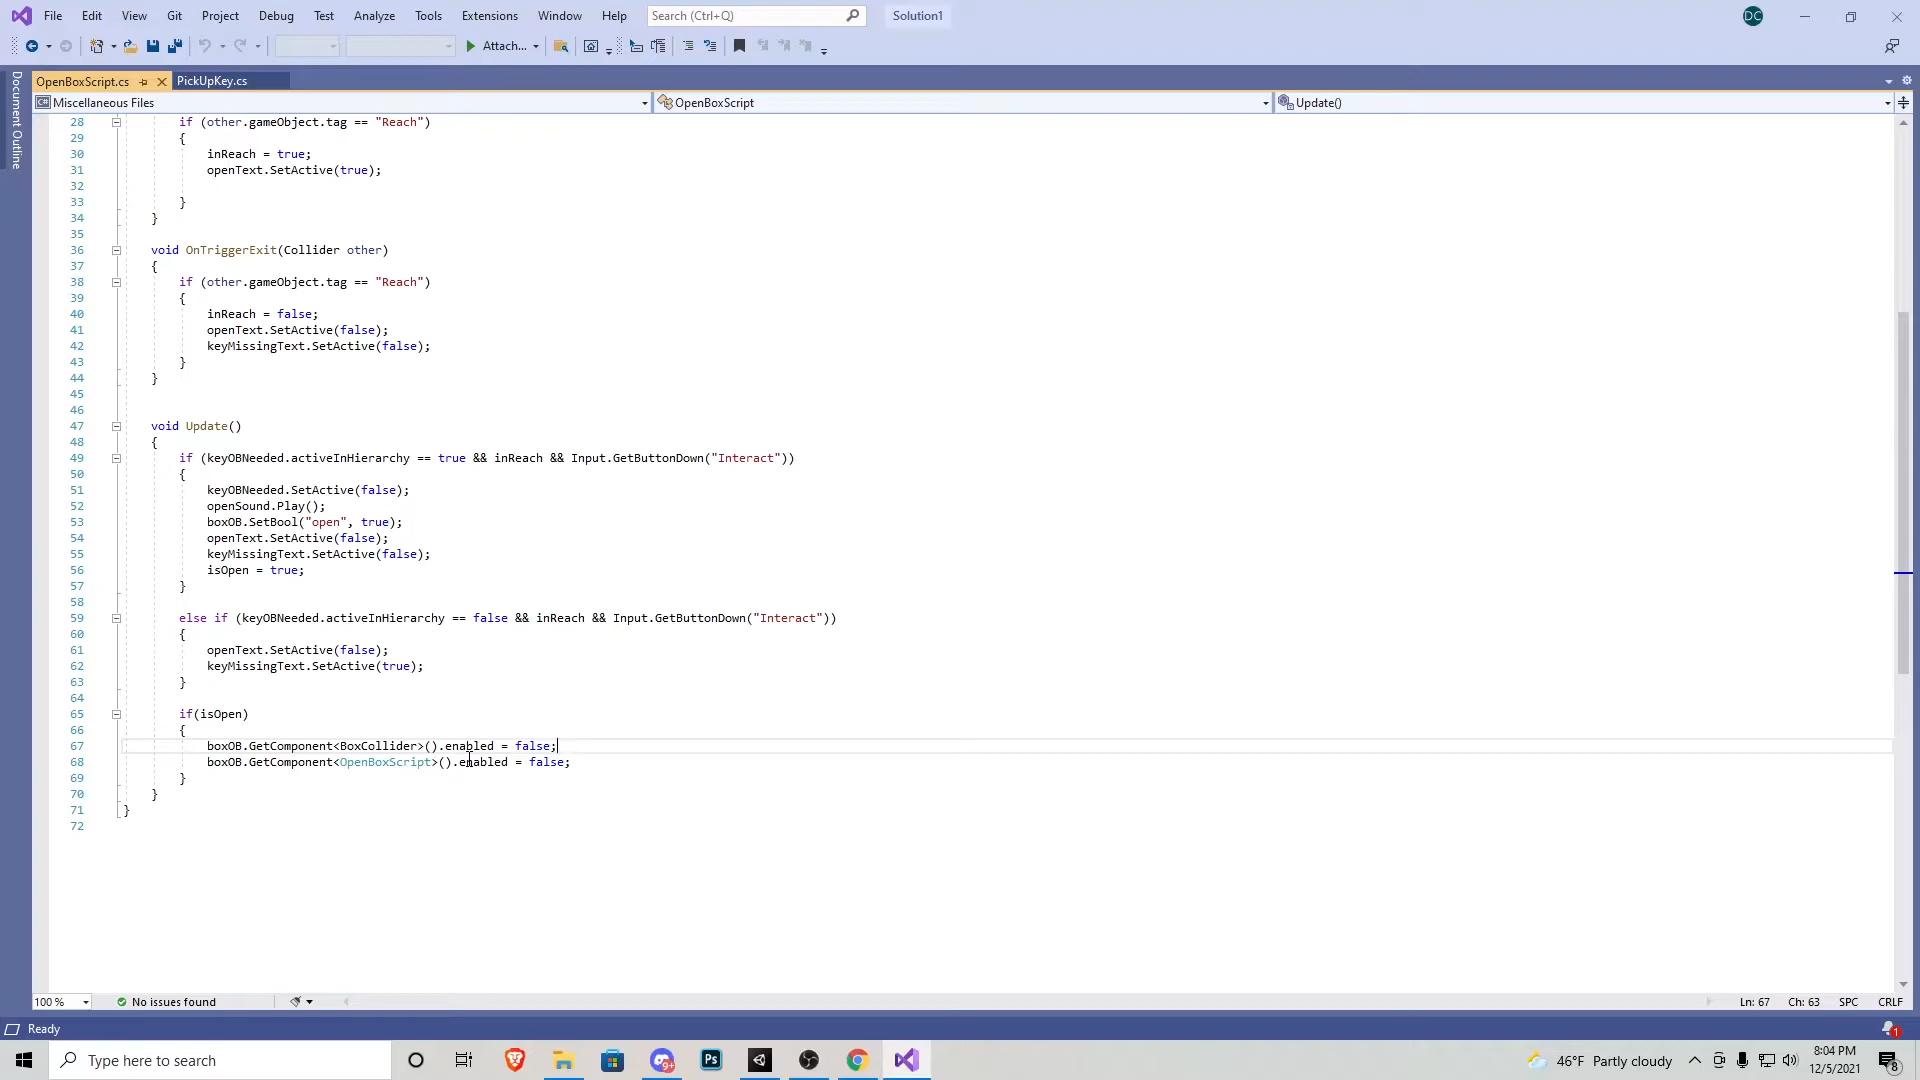 File Edit View Git Project Debug Test Analyze Tools Extensions Window Help Search (Ctrl+Q) Solution1 DC
Attach...
OpenBoxScript.cs PickUpKey.cs
Document Outline
C# Miscellaneous Files OpenBoxScript Update()
28 if (other.gameObject.tag == "Reach")
29 {
30 inReach = true;
31 openText.SetActive(true);
32
33 }
34 }
35
36 void OnTriggerExit(Collider other)
37 {
38 if (other.gameObject.tag == "Reach")
39 {
40 inReach = false;
41 openText.SetActive(false);
42 keyMissingText.SetActive(false);
43 }
44 }
45
46
47 void Update()
48 {
49 if (keyOBNeeded.activeInHierarchy == true && inReach && Input.GetButtonDown("Interact"))
50 {
51 keyOBNeeded.SetActive(false);
52 openSound.Play();
53 boxOB.SetBool("open", true);
54 openText.SetActive(false);
55 keyMissingText.SetActive(false);
56 isOpen = true;
57 }
58
59 else if (keyOBNeeded.activeInHierarchy == false && inReach && Input.GetButtonDown("Interact"))
60 {
61 openText.SetActive(false);
62 keyMissingText.SetActive(true);
63 }
64
65 if(isOpen)
66 {
67 boxOB.GetComponent<BoxCollider>().enabled = false;
68 boxOB.GetComponent<OpenBoxScript>().enabled = false;
69 }
70 }
71 }
72
100 % No issues found Ln: 67 Ch: 63 SPC CRLF
Ready 1
Type here to search 9+ Ps 46°F Partly cloudy 8:04 PM 8
12/5/2021